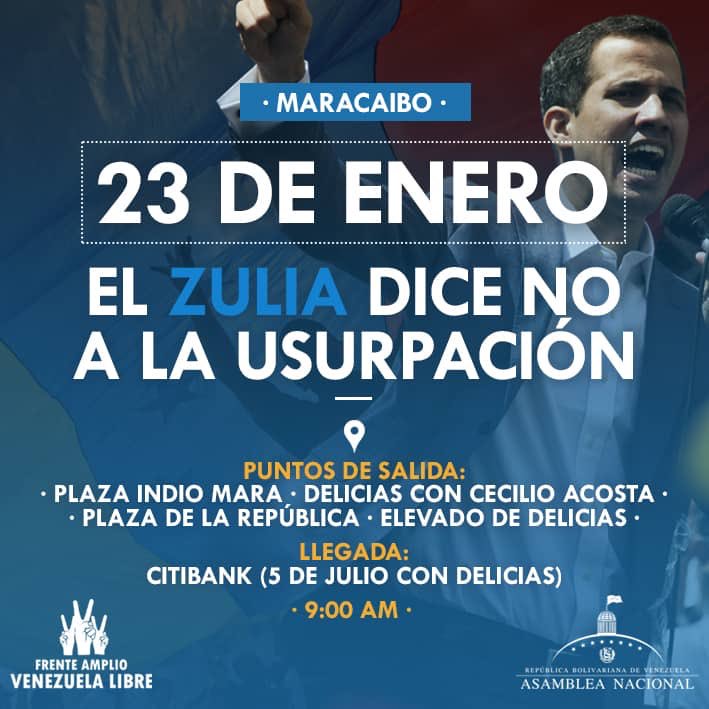 · MARACAIBO ·
23 DE ENERO
EL ZULIA DICE NO
A LA USURPACIÓN
PUNTOS DE SALIDA:
· PLAZA INDIO MARA · DELICIAS CON CECILIO ACOSTA ·
· PLAZA DE LA REPÚBLICA · ELEVADO DE DELICIAS ·
LLEGADA:
CITIBANK (5 DE JULIO CON DELICIAS)
· 9:00 AM ·
FRENTE AMPLIO
VENEZUELA LIBRE
REPÚBLICA BOLIVARIANA DE VENEZUELA
ASAMBLEA NACIONAL